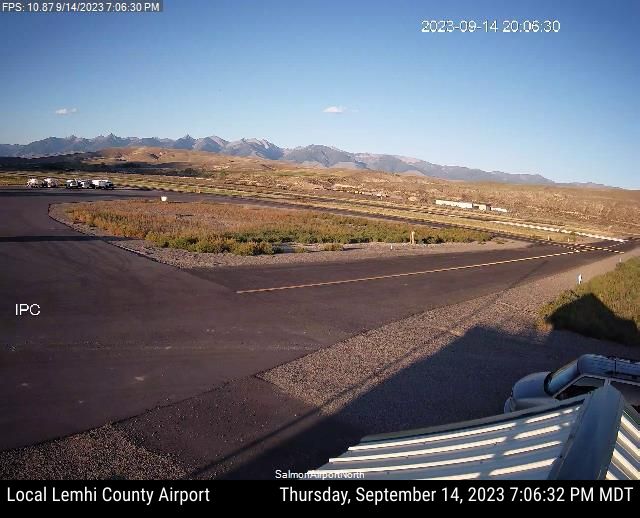 FPS: 10.87 9/14/2023 7:06:30 PM
2023-09-14 20:06:30
IPC
SalmonAirportNorth
Local Lemhi County Airport Thursday, September 14, 2023 7:06:32 PM MDT